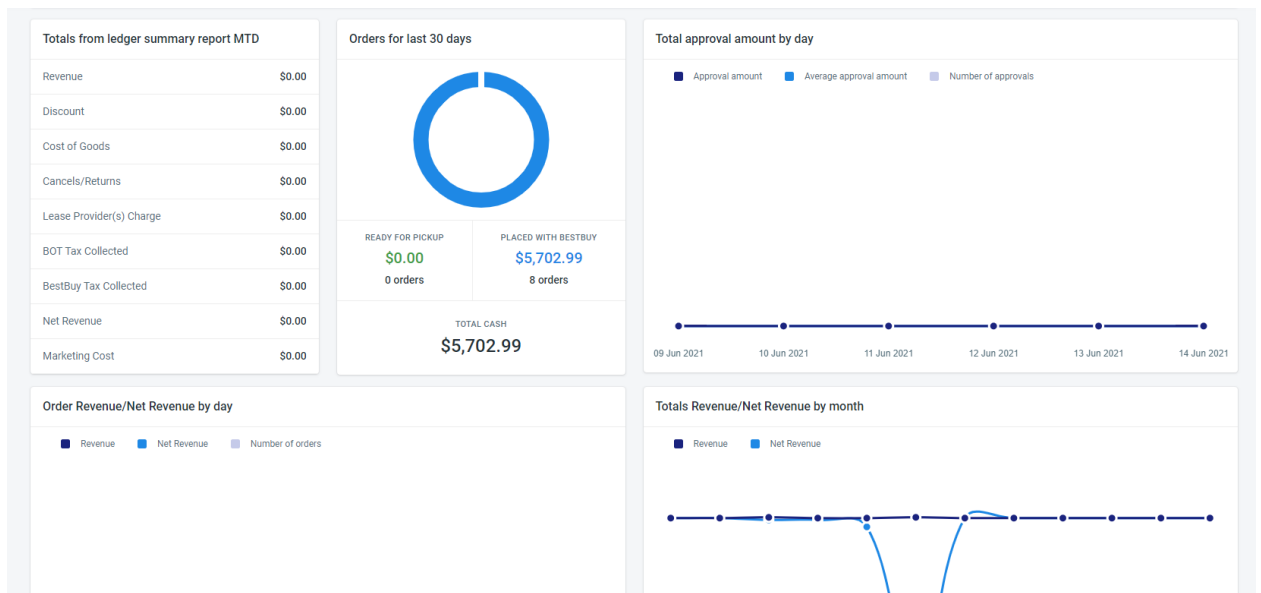 Totals from ledger summary report MTD
Revenue $0.00
Discount $0.00
Cost of Goods $0.00
Cancels/Returns $0.00
Lease Provider(s) Charge $0.00
BOT Tax Collected $0.00
BestBuy Tax Collected $0.00
Net Revenue $0.00
Marketing Cost $0.00
Orders for last 30 days
READY FOR PICKUP
$0.00
0 orders
PLACED WITH BESTBUY
$5,702.99
8 orders
TOTAL CASH
$5,702.99
Total approval amount by day
Approval amount Average approval amount Number of approvals
09 Jun 2021 10 Jun 2021 11 Jun 2021 12 Jun 2021 13 Jun 2021 14 Jun 2021
Order Revenue/Net Revenue by day
Revenue Net Revenue Number of orders
Totals Revenue/Net Revenue by month
Revenue Net Revenue